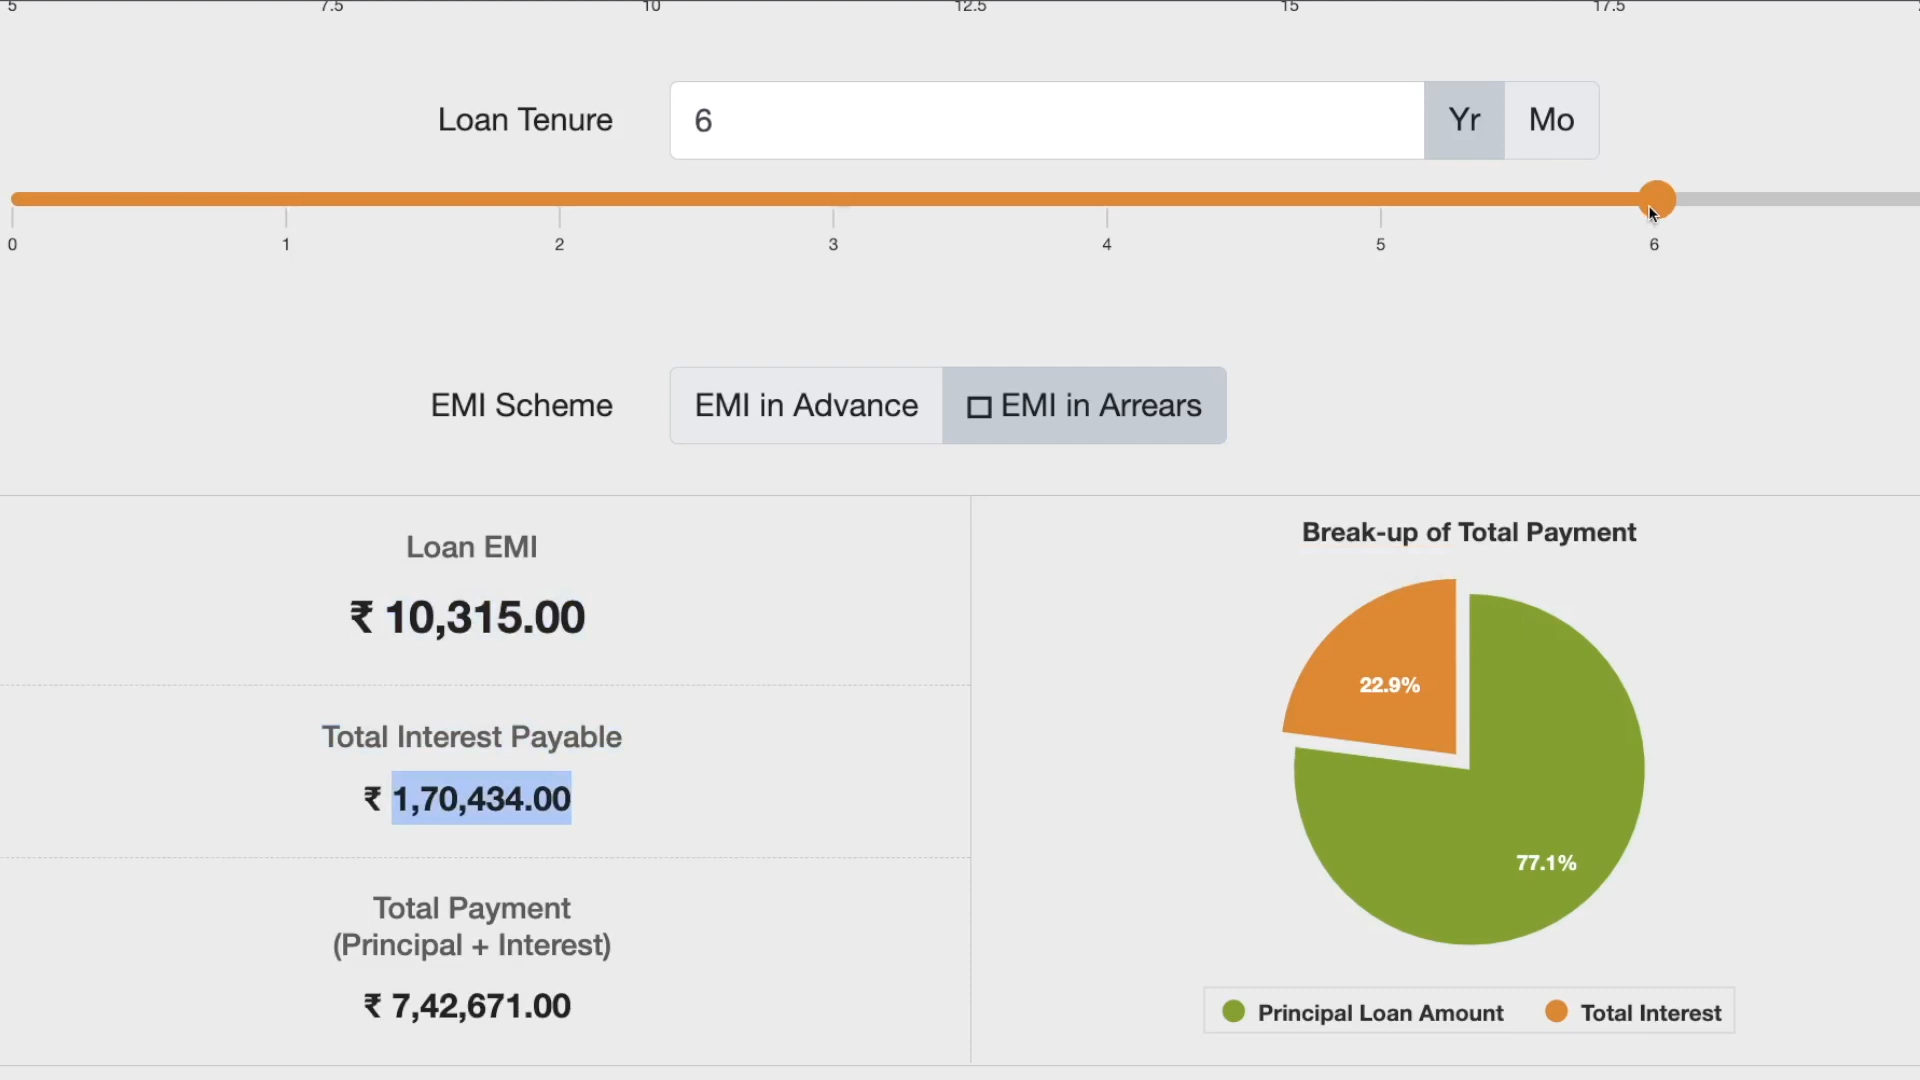 5 7.5 10 12.5 15 17.5
Loan Tenure 6 Yr Mo
0 1 2 3 4 5 6
EMI Scheme EMI in Advance EMI in Arrears
Loan EMI
₹ 10,315.00
Total Interest Payable
₹ 1,70,434.00
Total Payment
(Principal + Interest)
₹ 7,42,671.00
Break-up of Total Payment
22.9%
77.1%
Principal Loan Amount Total Interest